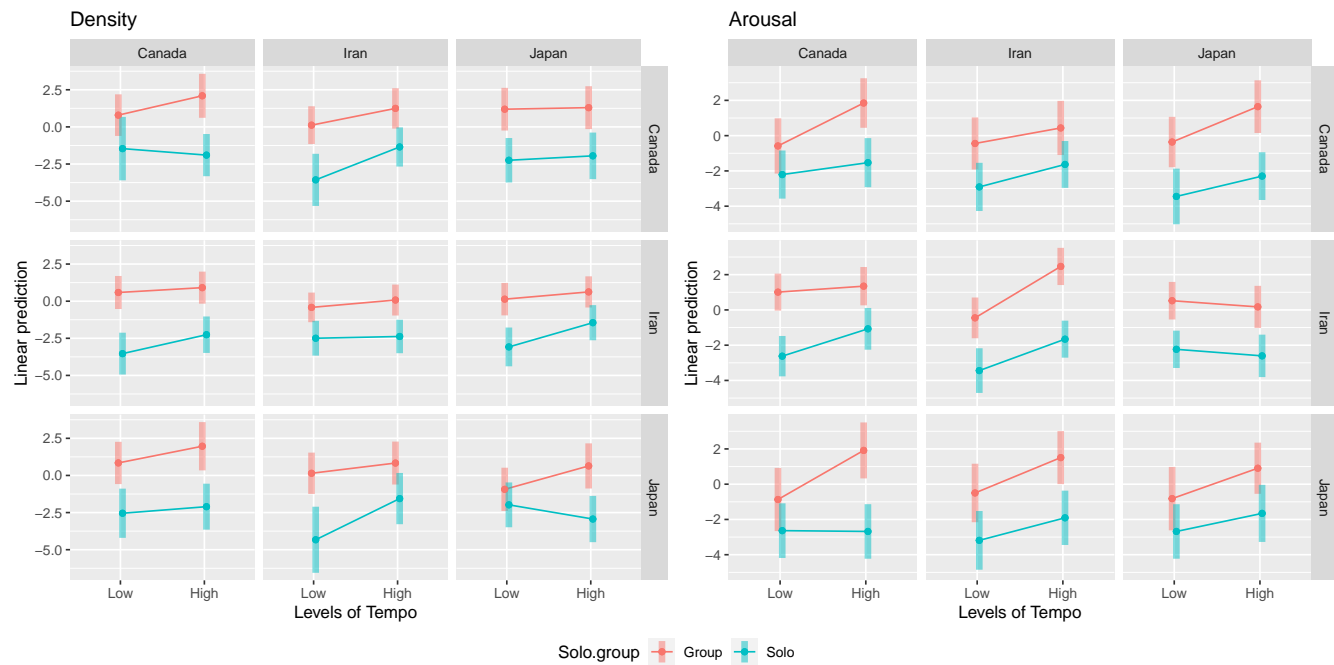 Density
Arousal
Canada Iran Japan
Canada Iran Japan
2.5
0.0
−2.5
−5.0
Canada
2
0
−2
−4
Canada
Linear prediction
2.5
0.0
−2.5
−5.0
Iran
Linear prediction
2
0
−2
−4
Iran
2.5
0.0
−2.5
−5.0
Japan
2
0
−2
−4
Japan
Low High Low High Low High
Low High Low High Low High
Levels of Tempo
Levels of Tempo
Solo.group Group Solo